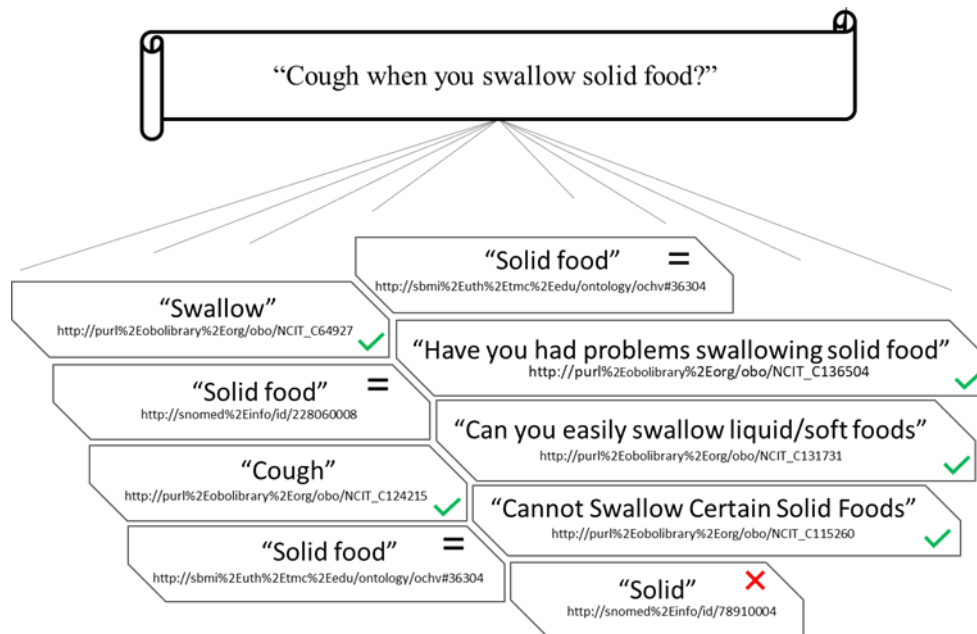 “Cough when you swallow solid food?”
“Solid food” =
http://sbmi%2Euth%2Etmc%2Eedu/ontology/ochv#36304
“Swallow”
http://purl%2Eobolibrary%2Eorg/obo/NCIT_C64927
“Have you had problems swallowing solid food”
http://purl%2Eobolibrary%2Eorg/obo/NCIT_C136504
“Solid food” =
http://snomed%2Einfo/id/228060008
“Can you easily swallow liquid/soft foods”
http://purl%2Eobolibrary%2Eorg/obo/NCIT_C131731
“Cough”
http://purl%2Eobolibrary%2Eorg/obo/NCIT_C124215
“Cannot Swallow Certain Solid Foods”
http://purl%2Eobolibrary%2Eorg/obo/NCIT_C115260
“Solid food” =
http://sbmi%2Euth%2Etmc%2Eedu/ontology/ochv#36304
“Solid”
http://snomed%2Einfo/id/78910004